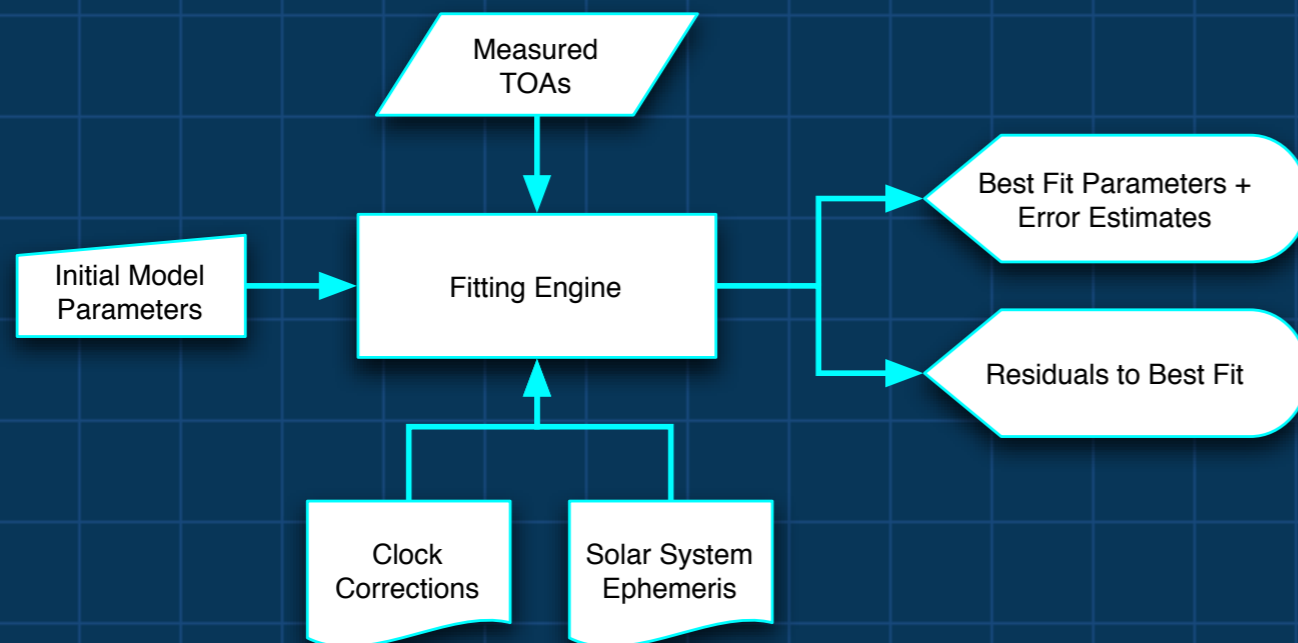 Measured
TOAs
Initial Model
Parameters
Fitting Engine
Best Fit Parameters +
Error Estimates
Residuals to Best Fit
Clock
Corrections
Solar System
Ephemeris